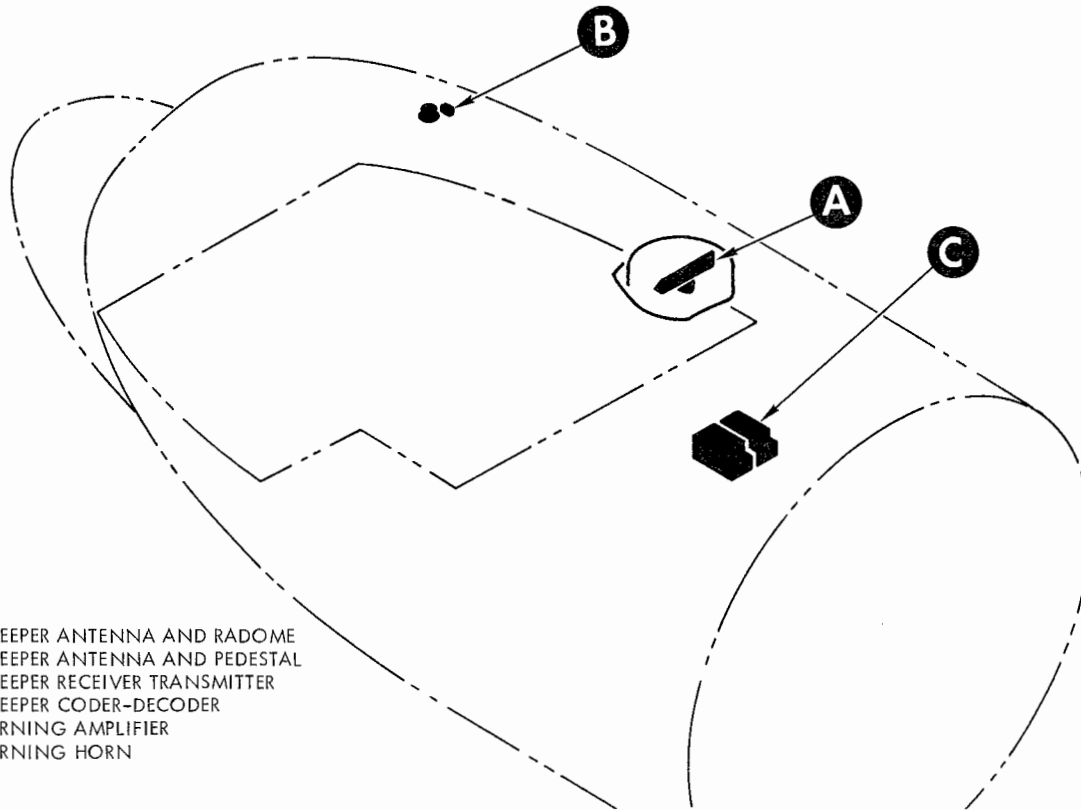 B
A
C
EEPER ANTENNA AND RADOME
EEPER ANTENNA AND PEDESTAL
EEPER RECEIVER TRANSMITTER
EEPER CODER-DECODER
RNING AMPLIFIER
RNING HORN